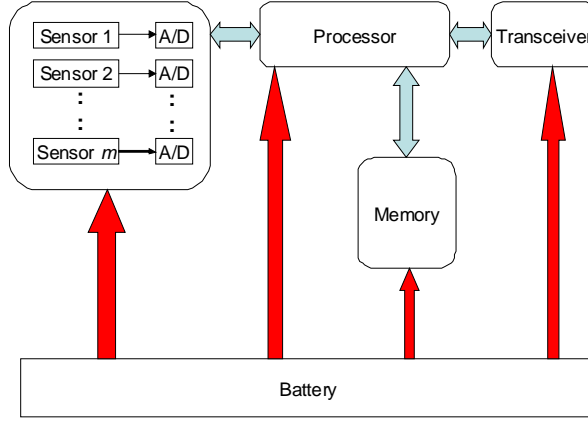 Sensor 1 A/D
Processor
Transceiver
Sensor 2 A/D
Sensor m A/D
Memory
Battery